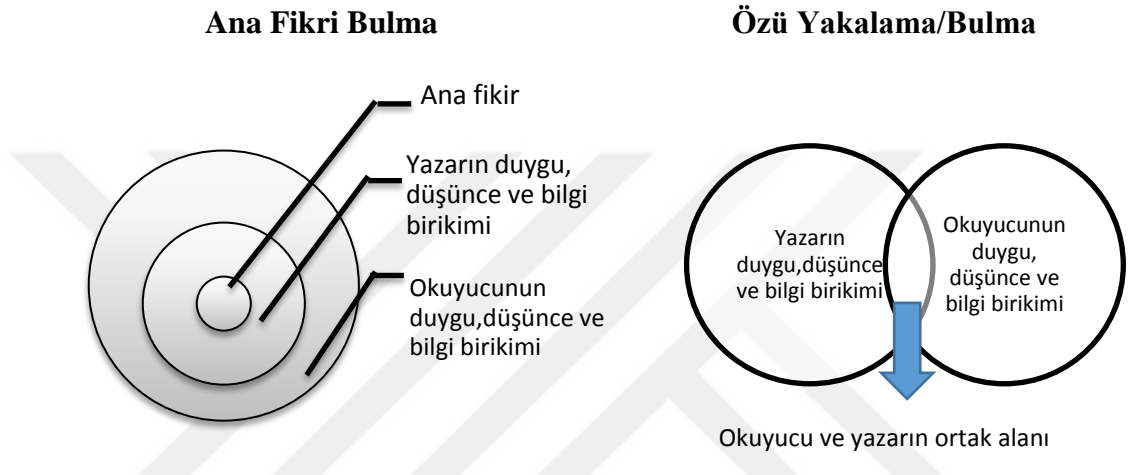 Ana Fikri Bulma
Ana fikir
Yazarın duygu,
düşünce ve bilgi
birikimi
Okuyucunun
duygu,düşünce ve
bilgi birikimi
Özü Yakalama/Bulma
Yazarın
duygu,düşünce
ve bilgi birikimi
Okuyucunun
duygu,
düşünce ve
bilgi birikimi
Okuyucu ve yazarın ortak alanı